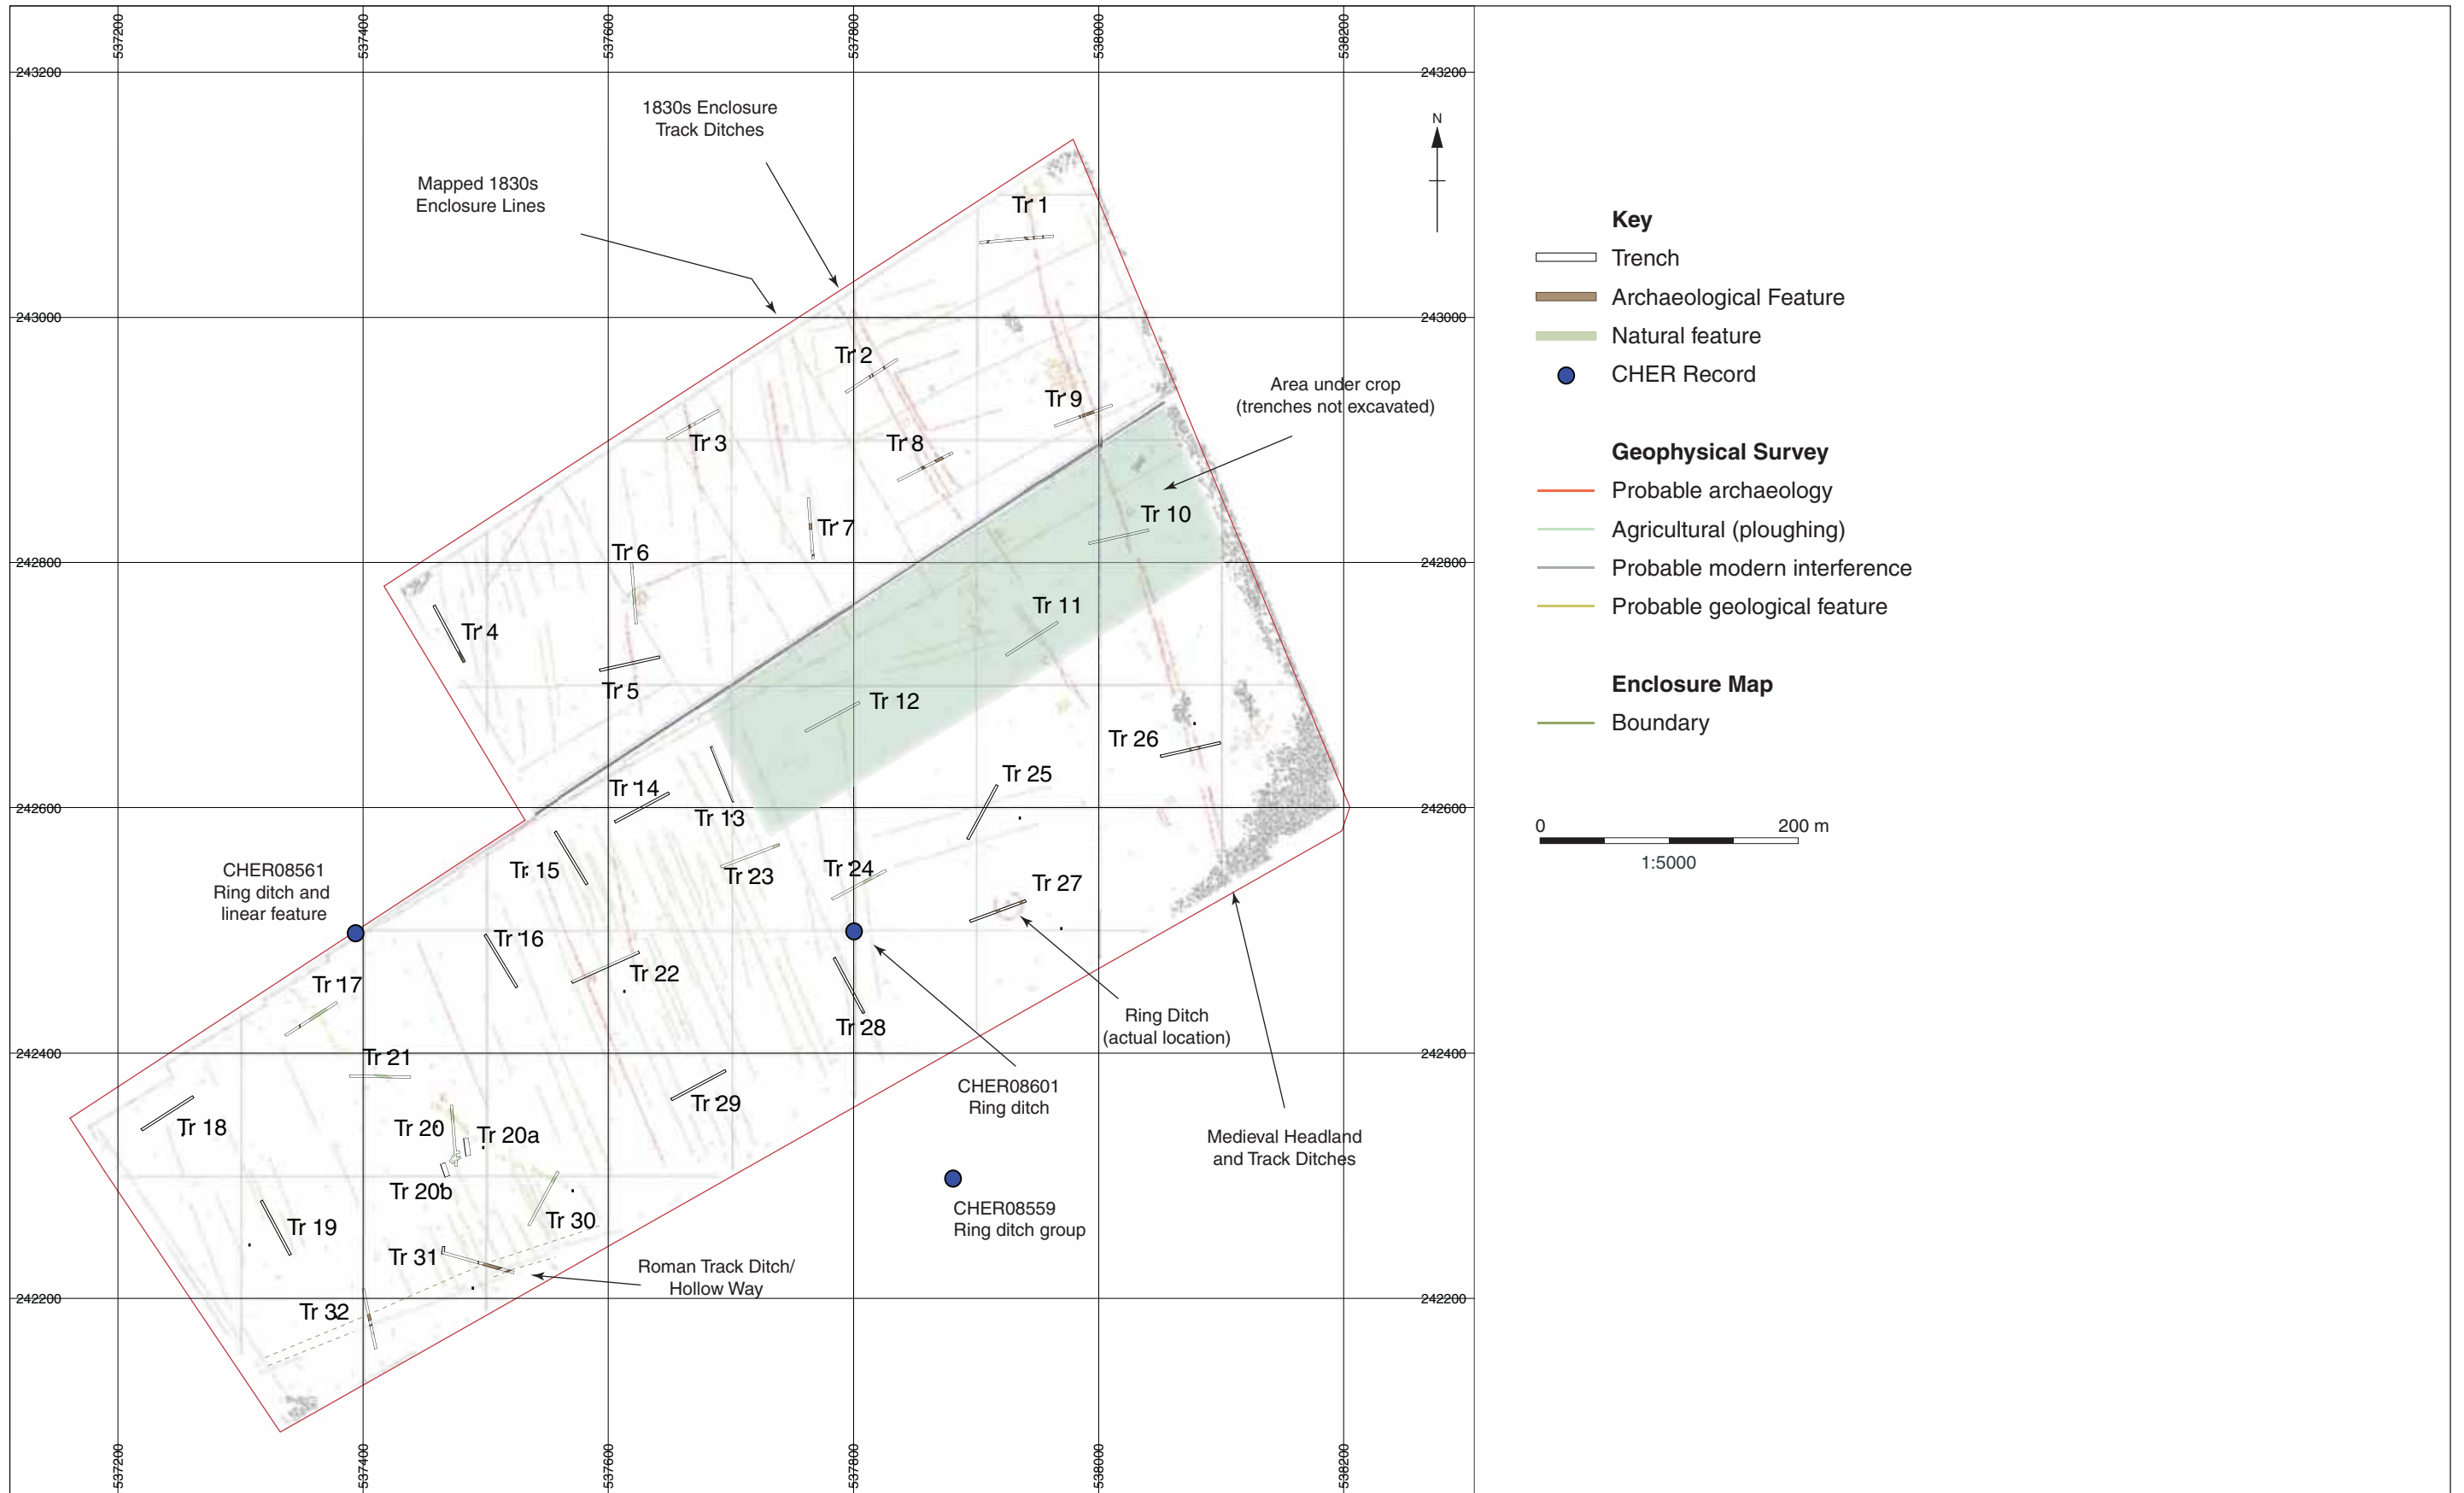 537200
537400
537600
537800
538000
538200
243200
243200
1830s Enclosure
Track Ditches
N
Mapped 1830s
Enclosure Lines
Tr 1
243000
243000
Tr 2
Area under crop
(trenches not excavated)
Tr 9
Tr 3
Tr 8
Tr 10
Tr 7
Tr 6
242800
242800
Tr 11
Tr 4
Tr 5
Tr 12
Tr 26
Tr 25
Tr 14
Tr 13
242600
242600
Tr 15
Tr 23
Tr 24
Tr 27
CHER08561
Ring ditch and
linear feature
Tr 16
Tr 22
Tr 17
Ring Ditch
(actual location)
Tr 28
242400
242400
Tr 21
CHER08601
Ring ditch
Tr 29
Tr 18
Tr 20
Tr 20a
Medieval Headland
and Track Ditches
Tr 20b
CHER08559
Ring ditch group
Tr 19
Tr 30
Tr 31
Roman Track Ditch/
Hollow Way
242200
242200
Tr 32
537200
537400
537600
537800
538000
538200
Key
Trench
Archaeological Feature
Natural feature
CHER Record
Geophysical Survey
Probable archaeology
Agricultural (ploughing)
Probable modern interference
Probable geological feature
Enclosure Map
Boundary
0
200 m
1:5000